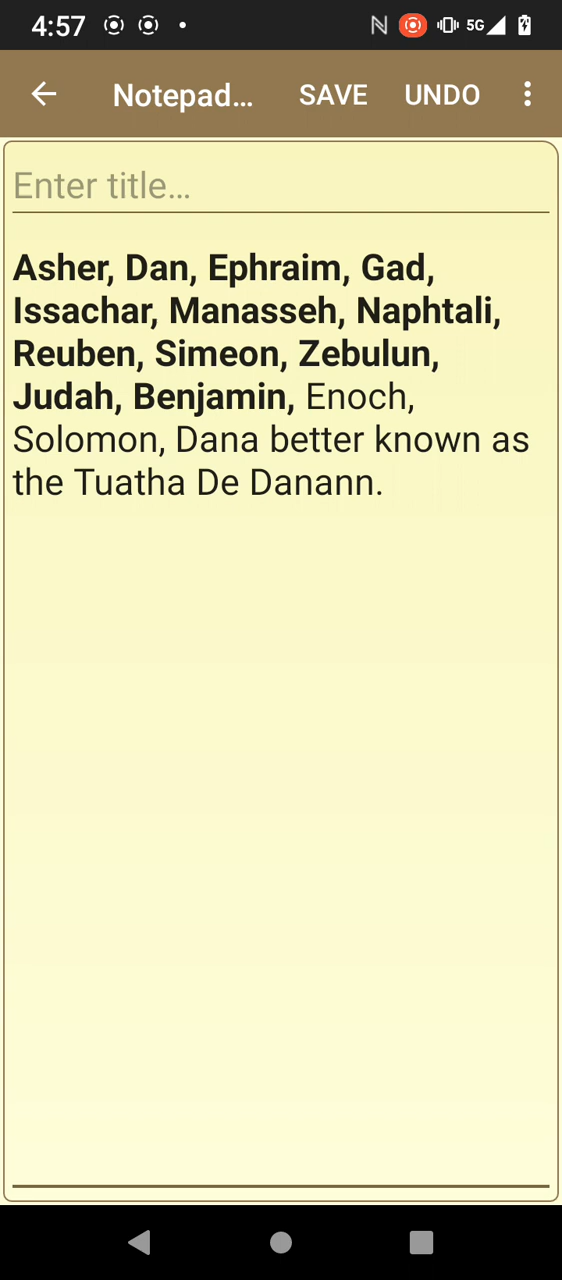 4:57 5G
Notepad... SAVE UNDO
Enter title...
Asher, Dan, Ephraim, Gad,
Issachar, Manasseh, Naphtali,
Reuben, Simeon, Zebulun,
Judah, Benjamin, Enoch,
Solomon, Dana better known as
the Tuatha De Danann.